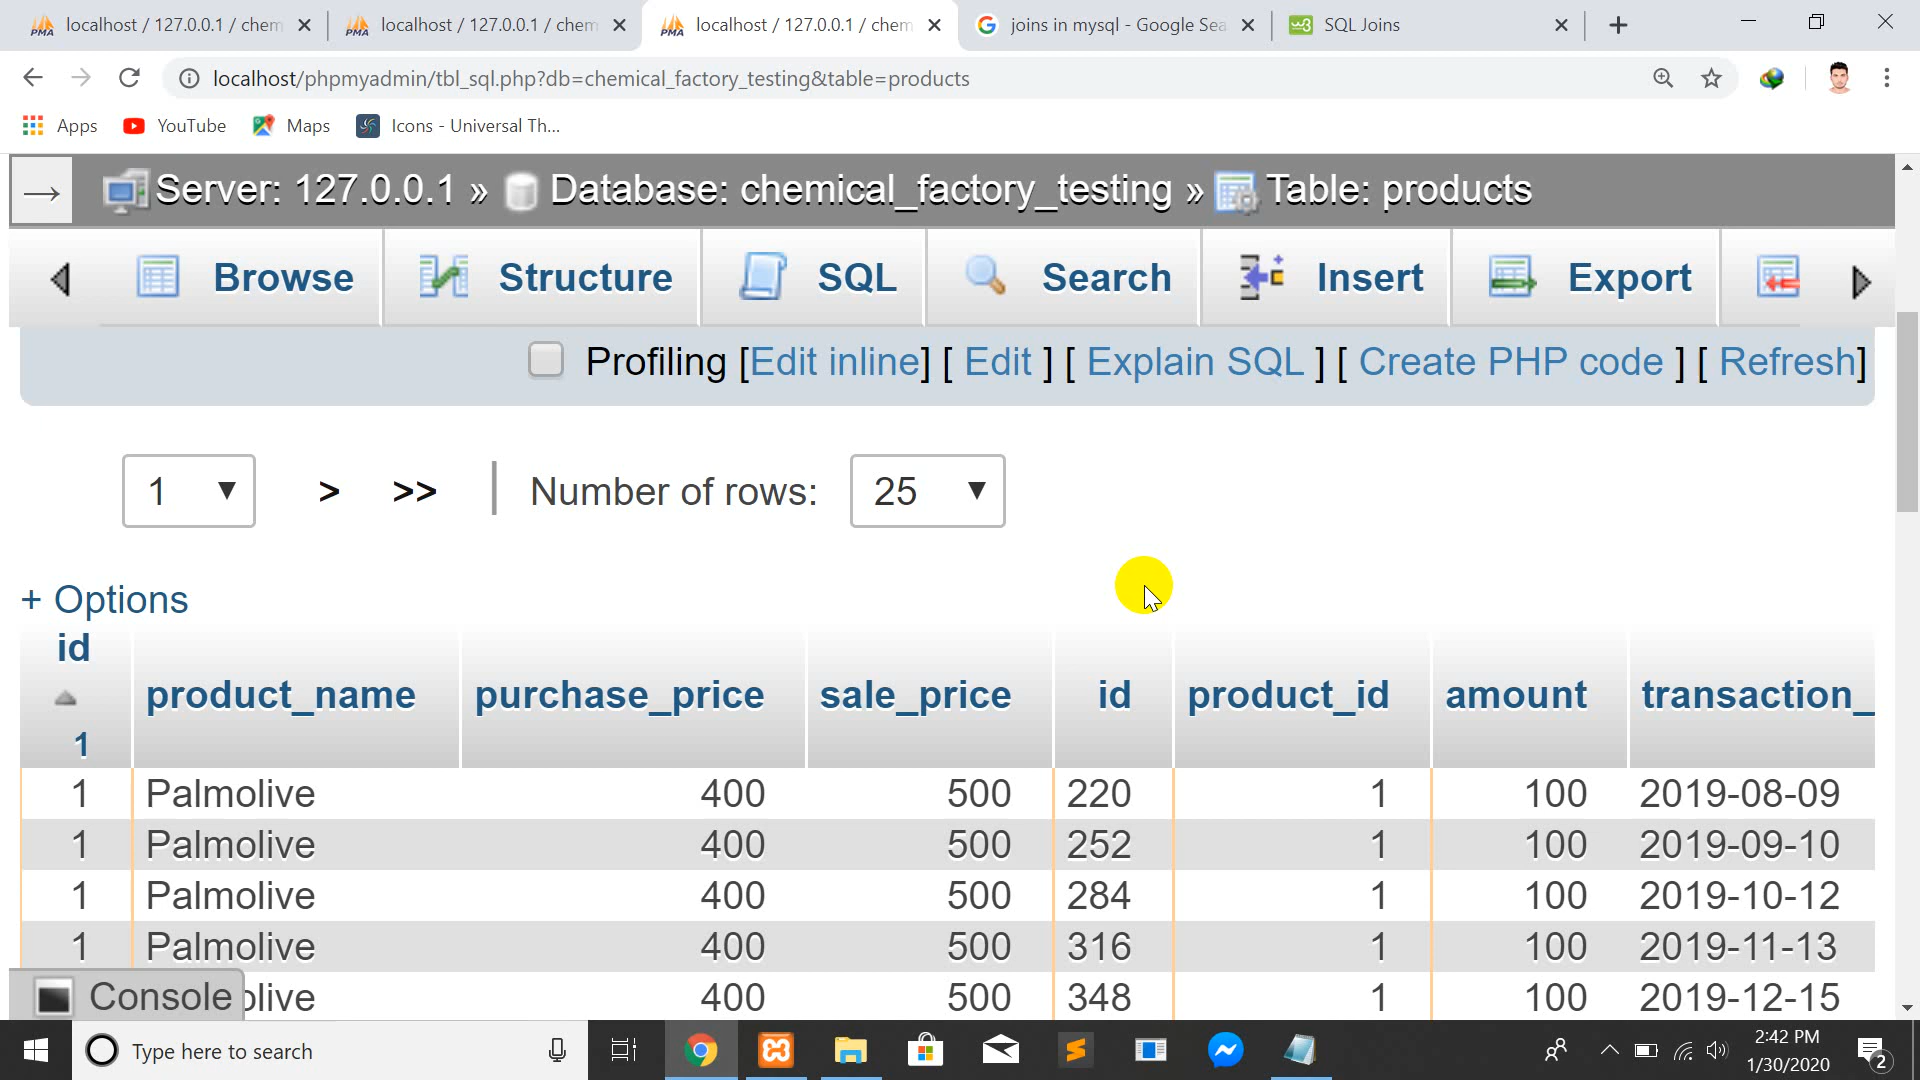 localhost / 127.0.0.1 / chem
localhost / 127.0.0.1 / chem
localhost / 127.0.0.1 / chem
joins in mysql - Google Sea
SQL Joins
localhost/phpmyadmin/tbl_sql.php?db=chemical_factory_testing&table=products
Apps YouTube Maps Icons - Universal Th...
Server: 127.0.0.1 » Database: chemical_factory_testing » Table: products
Browse Structure SQL Search Insert Export
Profiling [Edit inline] [ Edit ] [ Explain SQL ] [ Create PHP code ] [ Refresh]
1 > >> | Number of rows: 25
+ Options
id 1 product_name purchase_price sale_price id product_id amount transaction_
1 Palmolive 400 500 220 1 100 2019-08-09
1 Palmolive 400 500 252 1 100 2019-09-10
1 Palmolive 400 500 284 1 100 2019-10-12
1 Palmolive 400 500 316 1 100 2019-11-13
Console olive 400 500 348 1 100 2019-12-15
Type here to search
2:42 PM
1/30/2020
2